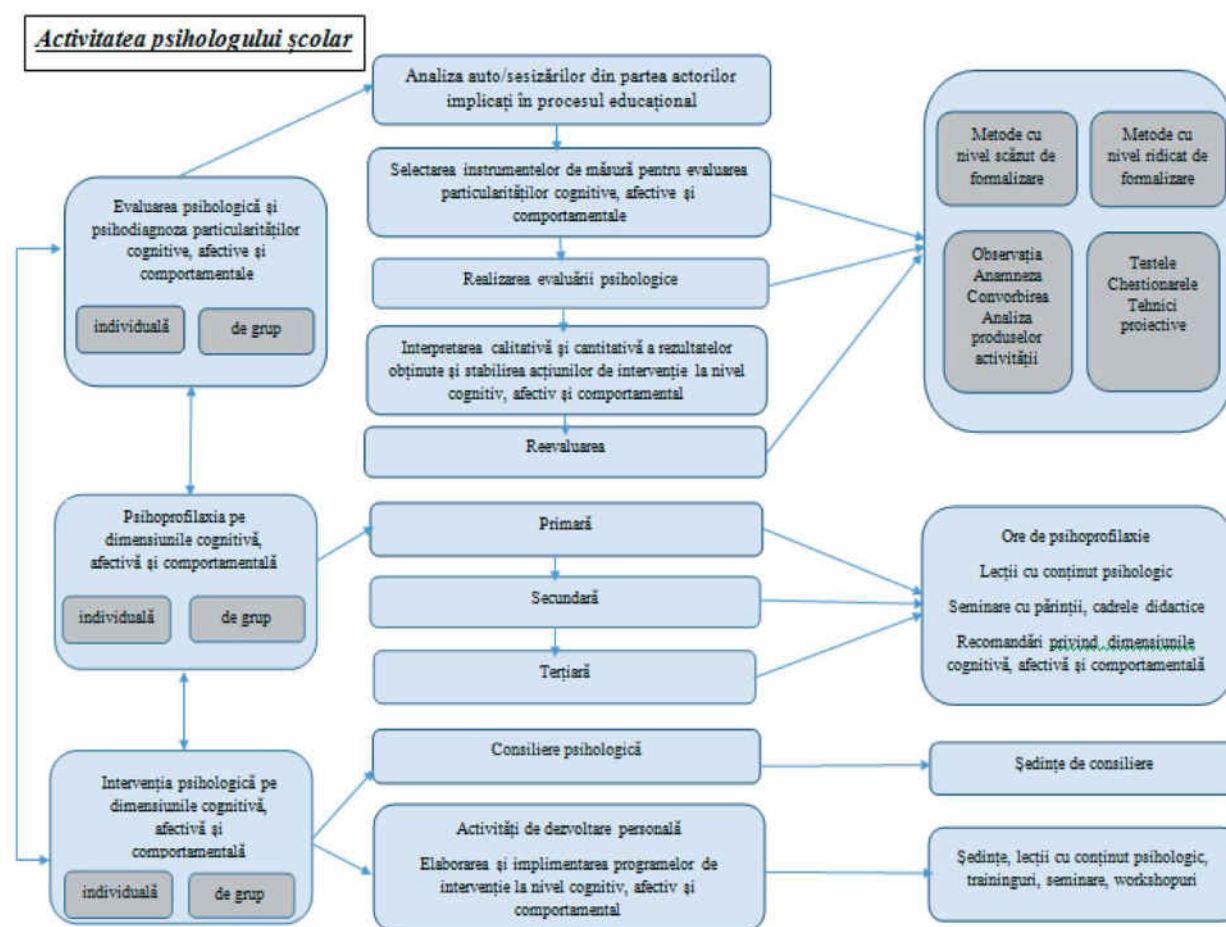 Activitatea psihologului școlar
Analiza auto/sesizărilor din partea actorilor
implicați în procesul educațional
Selectarea instrumentelor de măsură pentru evaluarea
particularităților cognitive, afective și
comportamentale
Realizarea evaluării psihologice
Interpretarea calitativă și cantitativă a rezultatelor
obținute și stabilirea acțiunilor de intervenție la nivel
cognitiv, afectiv și comportamental
Reevaluarea
Metode cu
nivel scăzut de
formalizare
Metode cu
nivel ridicat de
formalizare
Observația
Anamneza
Convorbirea
Analiza
produselor
activității
Testele
Chestionarele
Tehnici
proiective
Evaluarea psihologică și
psihodiagnoza particularităților
cognitive, afective și
comportamentale
individuală
de grup
Psihoprofilaxia pe
dimensiunile cognitivă,
afectivă și comportamentală
individuală
de grup
Primară
Secundară
Terțiară
Ore de psihoprofilaxie
Lecții cu conținut psihologic
Seminare cu părinții, cadrele didactice
Recomandări privind dimensiunile
cognitivă, afectivă și comportamentală
Intervenția psihologică pe
dimensiunile cognitivă,
afectivă și
comportamentală
individuală
de grup
Consiliere psihologică
Ședințe de consiliere
Activități de dezvoltare personală
Elaborarea și implimentarea programelor de
intervenție la nivel cognitiv, afectiv și
comportamental
Ședințe, lecții cu conținut psihologic,
traininguri, seminare, workshopuri